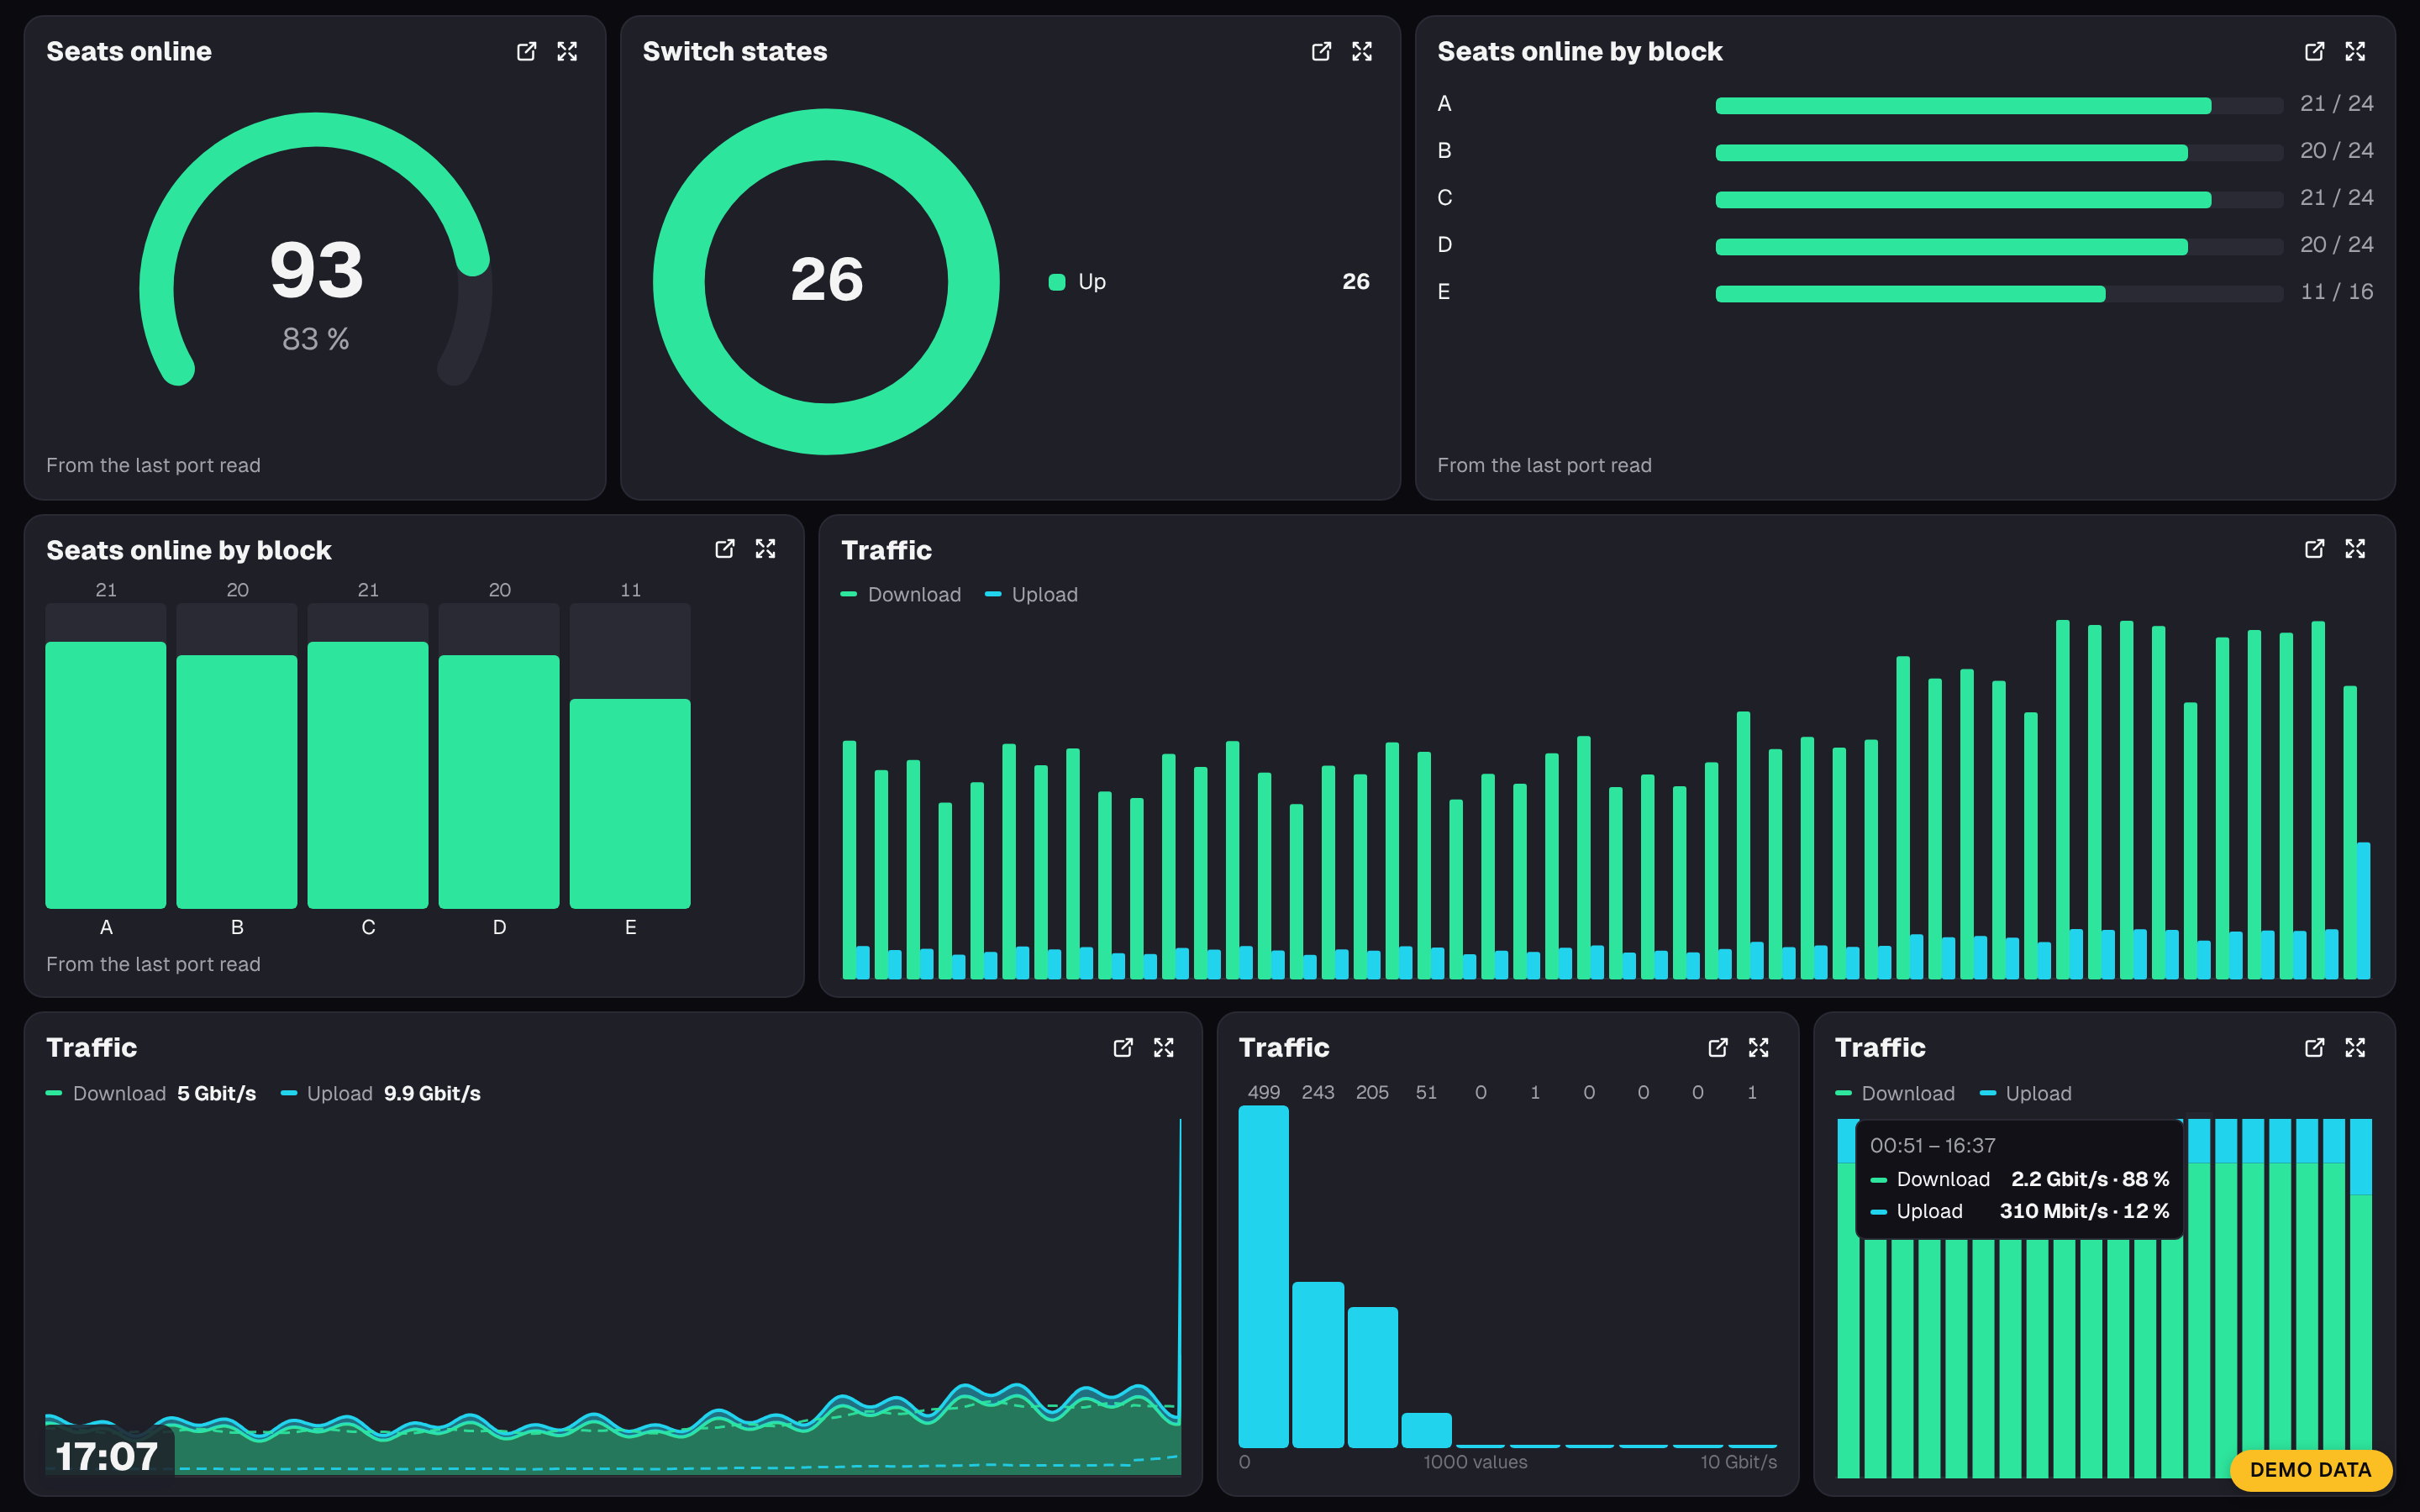 Seats online
93
83 %
From the last port read
Switch states
26
Up 26
Seats online by block
A 21 / 24
B 20 / 24
C 21 / 24
D 20 / 24
E 11 / 16
From the last port read
Seats online by block
21 20 21 20 11
A B C D E
From the last port read
Traffic
Download Upload
Traffic
Download 5 Gbit/s Upload 9.9 Gbit/s
17:07
Traffic
499 243 205 51 0 1 0 0 0 1
0 1000 values 10 Gbit/s
Traffic
Download Upload
00:51 – 16:37
Download 2.2 Gbit/s · 88 %
Upload 310 Mbit/s · 12 %
DEMO DATA